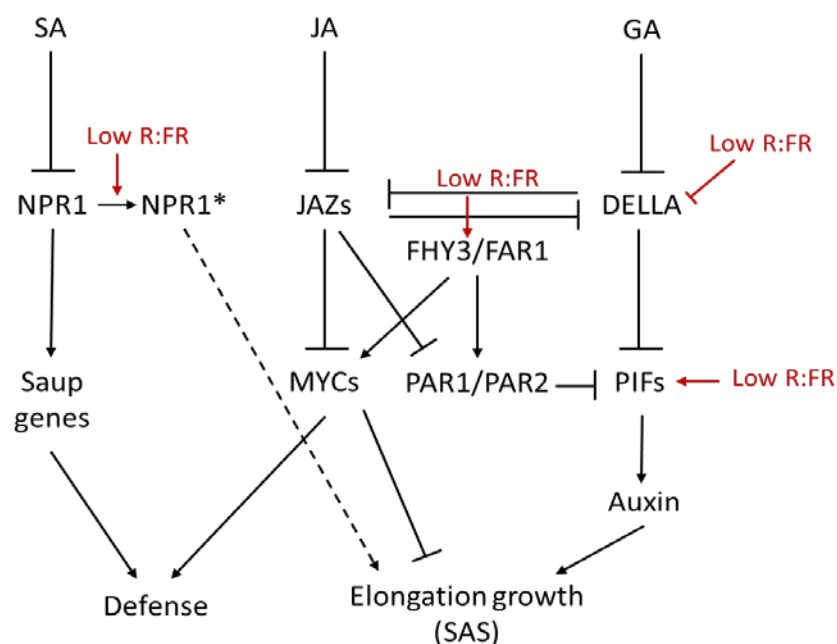 SA
JA
GA
Low R:FR
Low R:FR
Low R:FR
NPR1
NPR1*
JAZs
DELLA
FHY3/FAR1
Saup
genes
MYCs
PAR1/PAR2
PIFs
Low R:FR
Auxin
Defense
Elongation growth
(SAS)